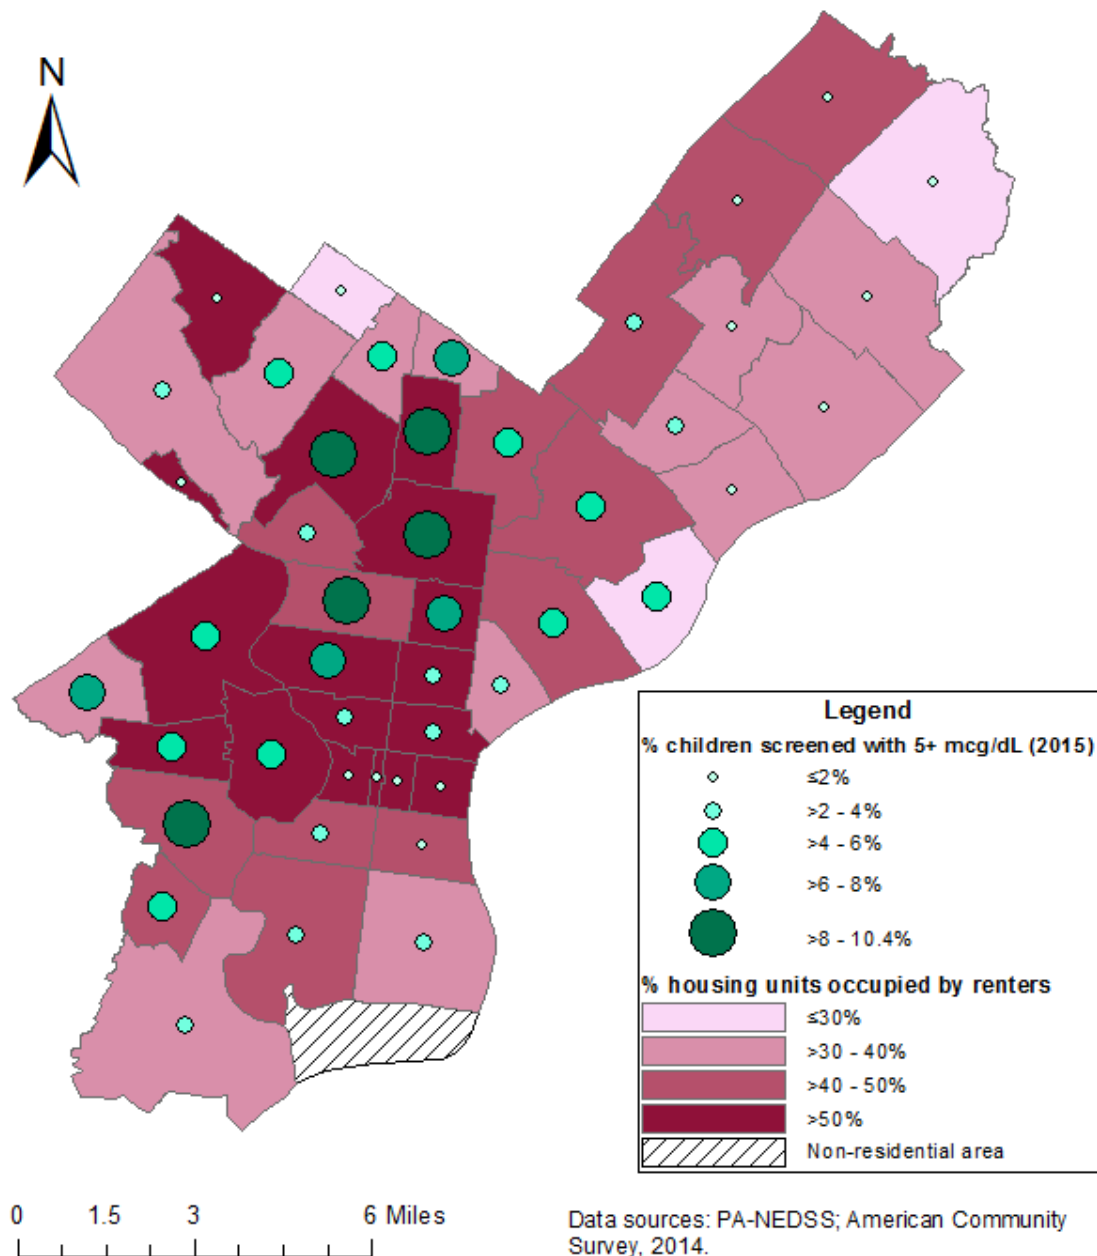 N
Legend
% children screened with 5+ mcg/dL (2015)
≤2%
>2 - 4%
>4 - 6%
>6 - 8%
>8 - 10.4%
% housing units occupied by renters
≤30%
>30 - 40%
>40 - 50%
>50%
Non-residential area
0 1.5 3 6 Miles
Data sources: PA-NEDSS; American Community
Survey, 2014.